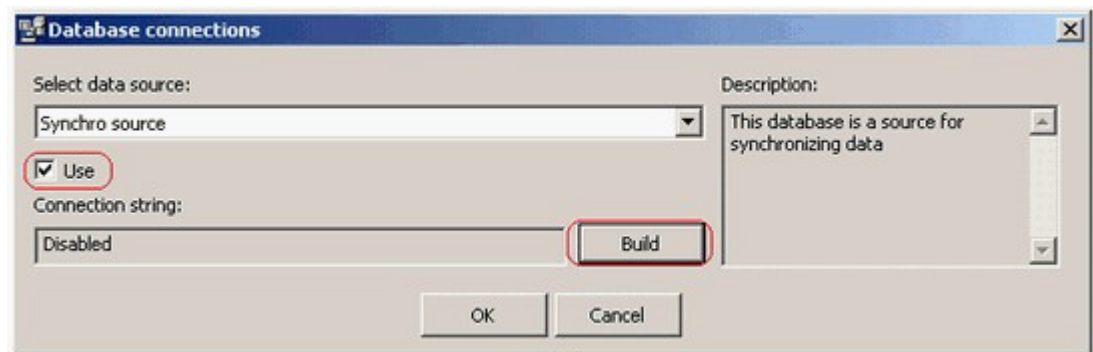 Database connections
Select data source:
Description:
Synchro source
This database is a source for
synchronizing data
Use
Connection string:
Disabled
Build
OK
Cancel